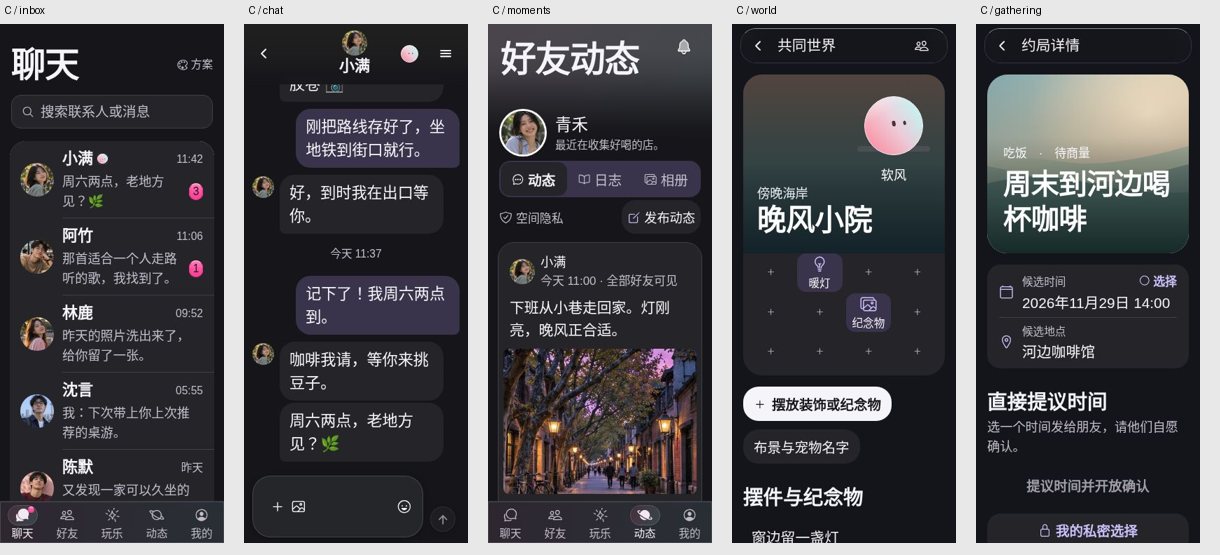 C / inbox
聊天
方案
搜索联系人或消息
小满
11:42
周六两点，老地方
见？🌿
3
阿竹
11:06
那首适合一个人走路
听的歌，我找到了。
1
林鹿
09:52
昨天的照片洗出来了，
给你留了一张。
沈言
05:55
我：下次带上你上次推
荐的桌游。
陈默
昨天
又发现一家可以久坐的
聊天
好友
玩乐
动态
我的
C / chat
小满
刚把路线存好了，坐
地铁到街口就行。
好，到时我在出口等
你。
今天 11:37
记下了！我周六两点
到。
咖啡我请，等你来挑
豆子。
周六两点，老地方
见？🌿
C / moments
好友动态
青禾
最近在收集好喝的店。
动态
日志
相册
空间隐私
发布动态
小满
今天 11:00 · 全部好友可见
下班从小巷走回家。灯刚
亮，晚风正合适。
聊天
好友
玩乐
动态
我的
C / world
共同世界
软风
傍晚海岸
晚风小院
暖灯
纪念物
+ 摆放装饰或纪念物
布景与宠物名字
摆件与纪念物
窗边留一盏灯
C / gathering
约局详情
吃饭 · 待商量
周末到河边喝
杯咖啡
候选时间
选择
2026年11月29日 14:00
候选地点
河边咖啡馆
直接提议时间
选一个时间发给朋友，请他们自愿
确认。
提议时间并开放确认
我的私密选择